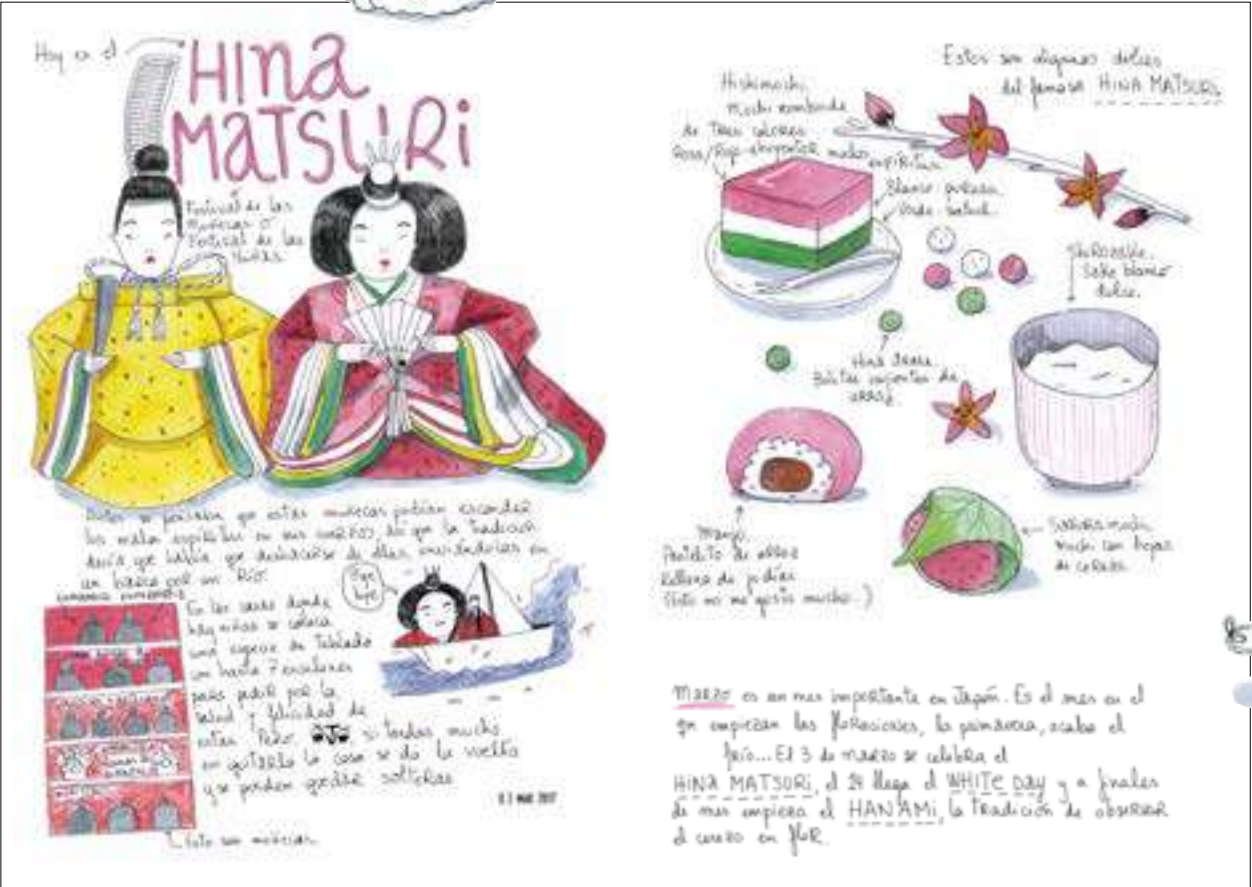 Hoy es el
HINA
MATSURI
Festival de las
Muñecas o
Festival de las
Niñas
Antes se pensaba que estas muñecas podían esconder
los malos espíritus en sus cuerpos, así que la tradición
decía que había que deshacerse de ellas enviándolas en
un barco por un Río.
Bye
bye
En las casas donde
hay niñas se coloca
una especie de tablado
con hasta 7 escalones
para pedir por la
salud y felicidad de
estas. Pero OJO, si tardas mucho
en quitarlo la cosa se da la vuelta
y se pueden quedar solteras.
MAR 2017
Esto son muñecas
Estos son algunos dulces
del famoso HINA MATSURI
Hishimochi.
Mochi romboide
de Tres colores
Rosa/Rojo-ahuyentar malos espíritus
Blanco-pureza.
Verde-salud.
Shirozake.
Sake blanco
dulce.
Hina Arare.
Bolitas de
arroz.
Manjū.
Pastelito de arroz
Relleno de judías
(Esto no me gusta mucho...)
Sakura mochi
mochi con hojas
de cerezo.
MARZO es un mes importante en Japón. Es el mes en el
que empiezan las floraciones, la primavera, acaba el
frío... El 3 de marzo se celebra el
HINA MATSURI, el 14 llega el WHITE DAY y a finales
de mes empieza el HANAMI, la tradición de observar
el cerezo en flor.